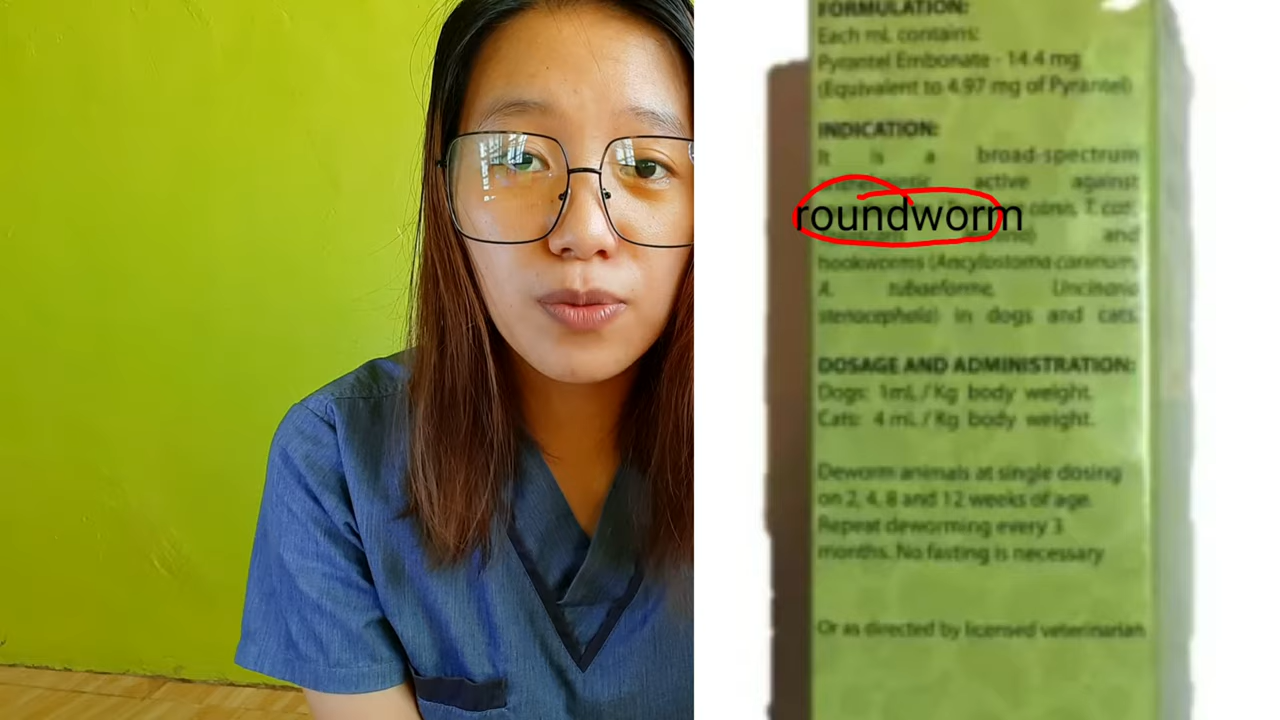 FORMULATION:
Each mL contains:
Pyrantel Embonate - 14.4 mg
(Equivalent to 4.97 mg of Pyrantel)
INDICATION:
It is a broad-spectrum
active against
roundworm
canis, T. cati,
and
hookworms (Ancylostoma caninum,
A. tubaeforme, Uncinaria
stenocephala) in dogs and cats.
DOSAGE AND ADMINISTRATION:
Dogs: 1mL / Kg body weight.
Cats: 4 mL / Kg body weight.
Deworm animals at single dosing
on 2, 4, 8 and 12 weeks of age.
Repeat deworming every 3
months. No fasting is necessary
Or as directed by licensed veterinarian